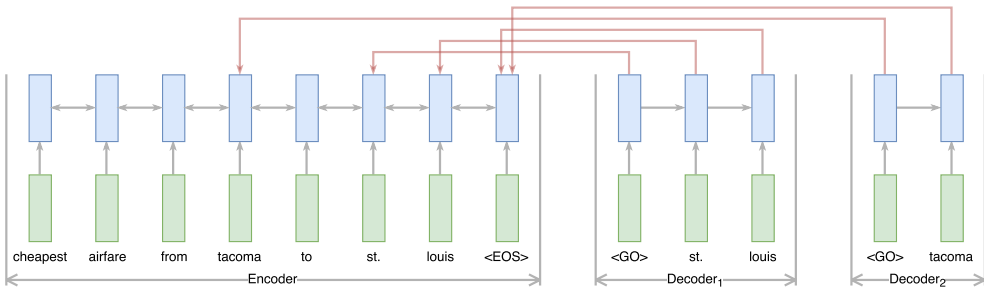 cheapest airfare from tacoma to st. louis <EOS> <GO> st. louis <GO> tacoma
Encoder Decoder₁ Decoder₂